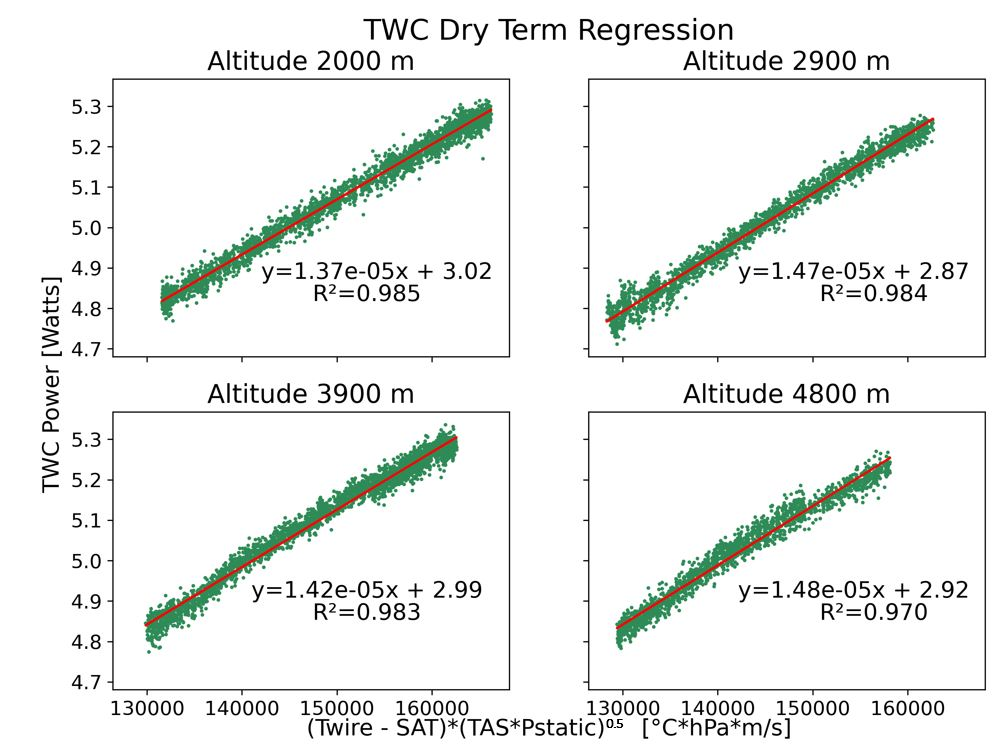 TWC Dry Term Regression
Altitude 2000 m
Altitude 2900 m
5.3
5.2
5.1
5.0
4.9
4.8
4.7
y=1.37e-05x + 3.02
R²=0.985
y=1.47e-05x + 2.87
R²=0.984
TWC Power [Watts]
Altitude 3900 m
Altitude 4800 m
5.3
5.2
5.1
5.0
4.9
4.8
4.7
y=1.42e-05x + 2.99
R²=0.983
y=1.48e-05x + 2.92
R²=0.970
130000 140000 150000 160000
130000 140000 150000 160000
(Twire - SAT)*(TAS*Pstatic)⁰·⁵ [°C*hPa*m/s]